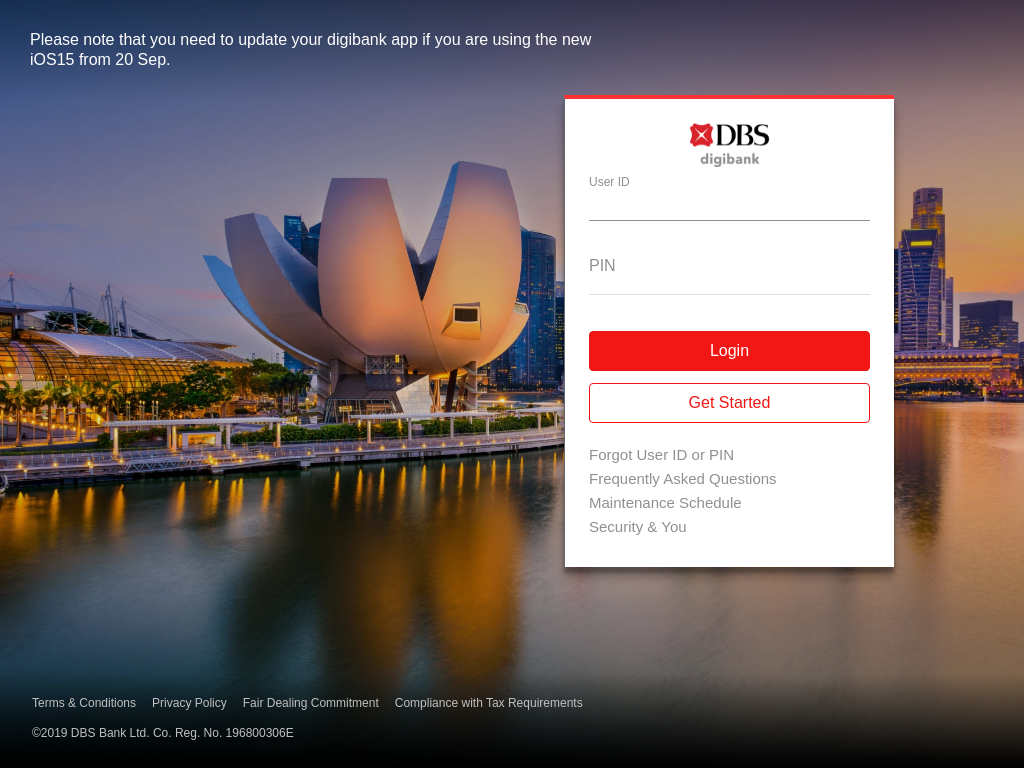 Please note that you need to update your digibank app if you are using the new
iOS15 from 20 Sep.
DBS
digibank
User ID
PIN
Login
Get Started
Forgot User ID or PIN
Frequently Asked Questions
Maintenance Schedule
Security & You
Terms & Conditions Privacy Policy Fair Dealing Commitment Compliance with Tax Requirements
©2019 DBS Bank Ltd. Co. Reg. No. 196800306E